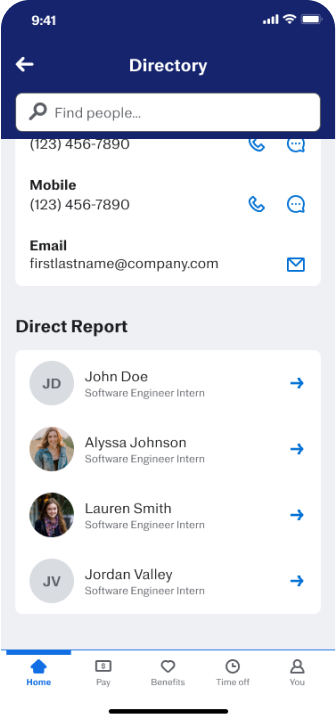 9:41
Directory
Find people...
(123) 456-7890
Mobile
(123) 456-7890
Email
firstlastname@company.com
Direct Report
JD
John Doe
Software Engineer Intern
Alyssa Johnson
Software Engineer Intern
Lauren Smith
Software Engineer Intern
JV
Jordan Valley
Software Engineer Intern
$
Home
Pay
Benefits
Time off
You